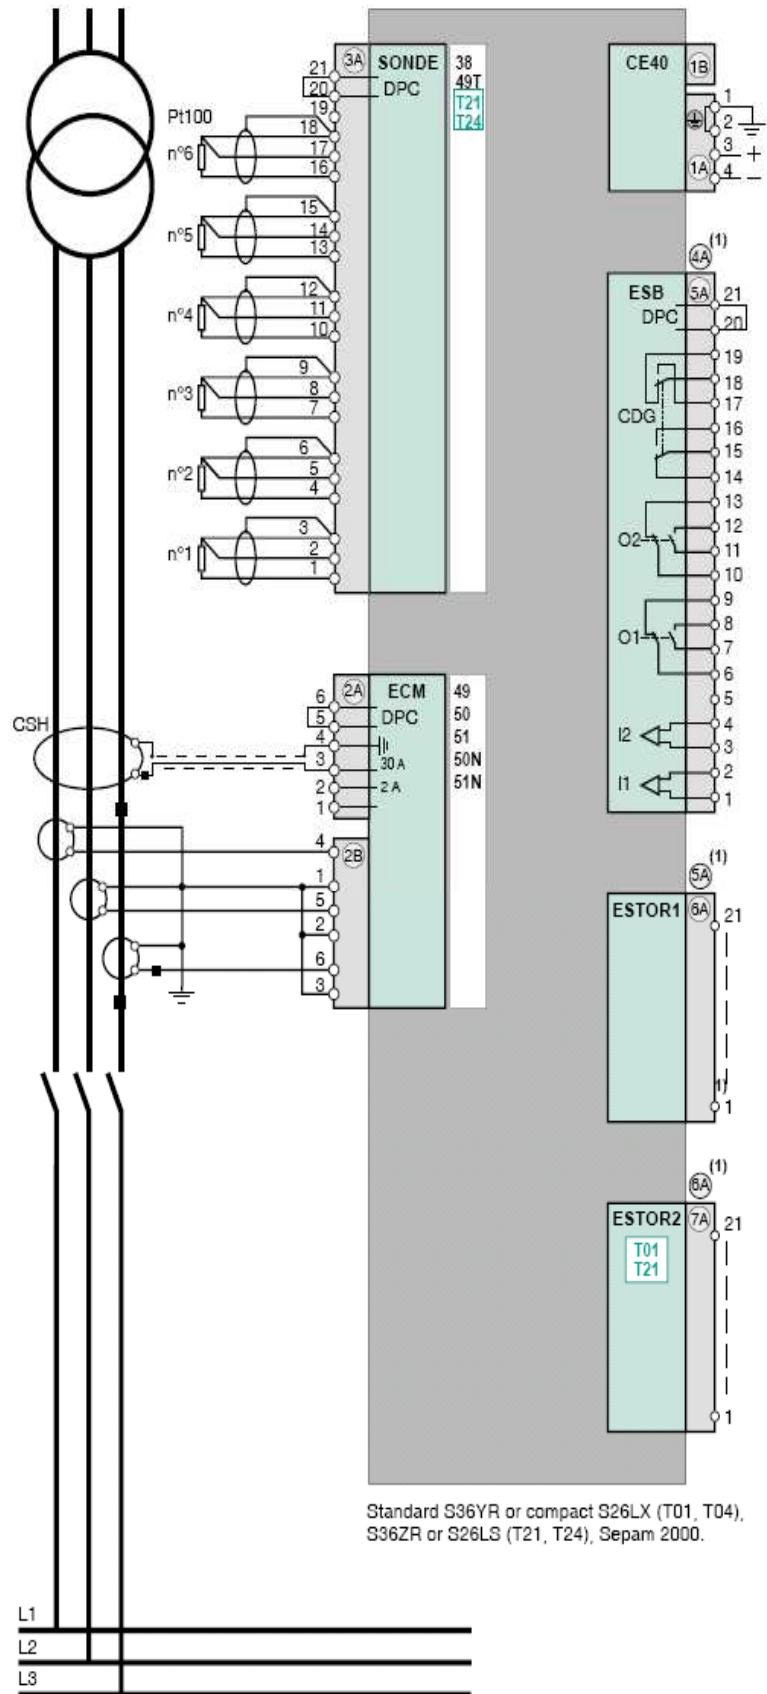 3A SONDE
DPC
38
49T
T21
T24
21
20
19
18
17
16
15
14
13
12
11
10
9
8
7
6
5
4
3
2
1
Pt100
n°6
n°5
n°4
n°3
n°2
n°1
CE40 1B
1A
1
2
3 +
4 −
4A (1)
ESB 5A
DPC
CDG
O2
O1
I2
I1
21
20
19
18
17
16
15
14
13
12
11
10
9
8
7
6
5
4
3
2
1
CSH
2A ECM
DPC
30 A
2 A
49
50
51
50N
51N
6
5
4
3
2
1
2B
4
1
5
2
6
3
5A (1)
ESTOR1 6A 21
1)
1
6A (1)
ESTOR2 7A 21
T01
T21
1
Standard S36YR or compact S26LX (T01, T04),
S36ZR or S26LS (T21, T24), Sepam 2000.
L1
L2
L3